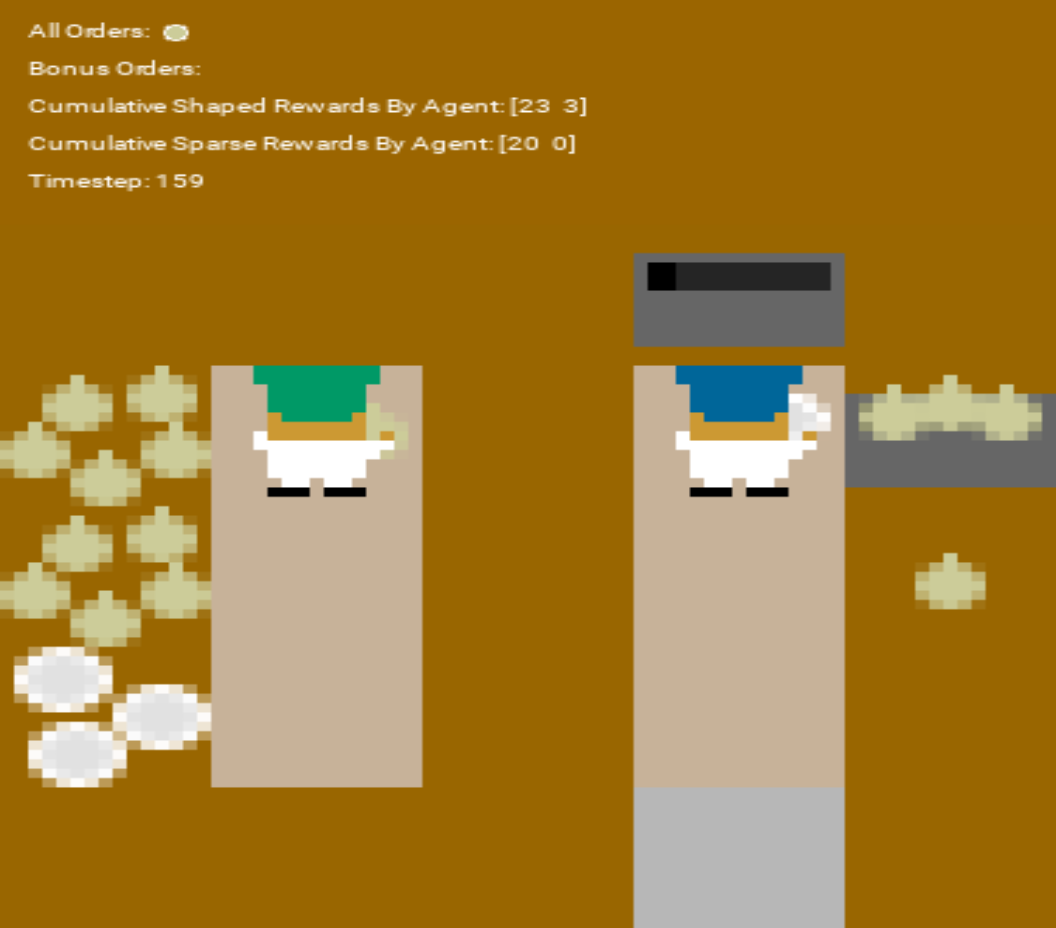 All Orders:
Bonus Orders:
Cumulative Shaped Rewards By Agent: [23 3]
Cumulative Sparse Rewards By Agent: [20 0]
Timestep: 159